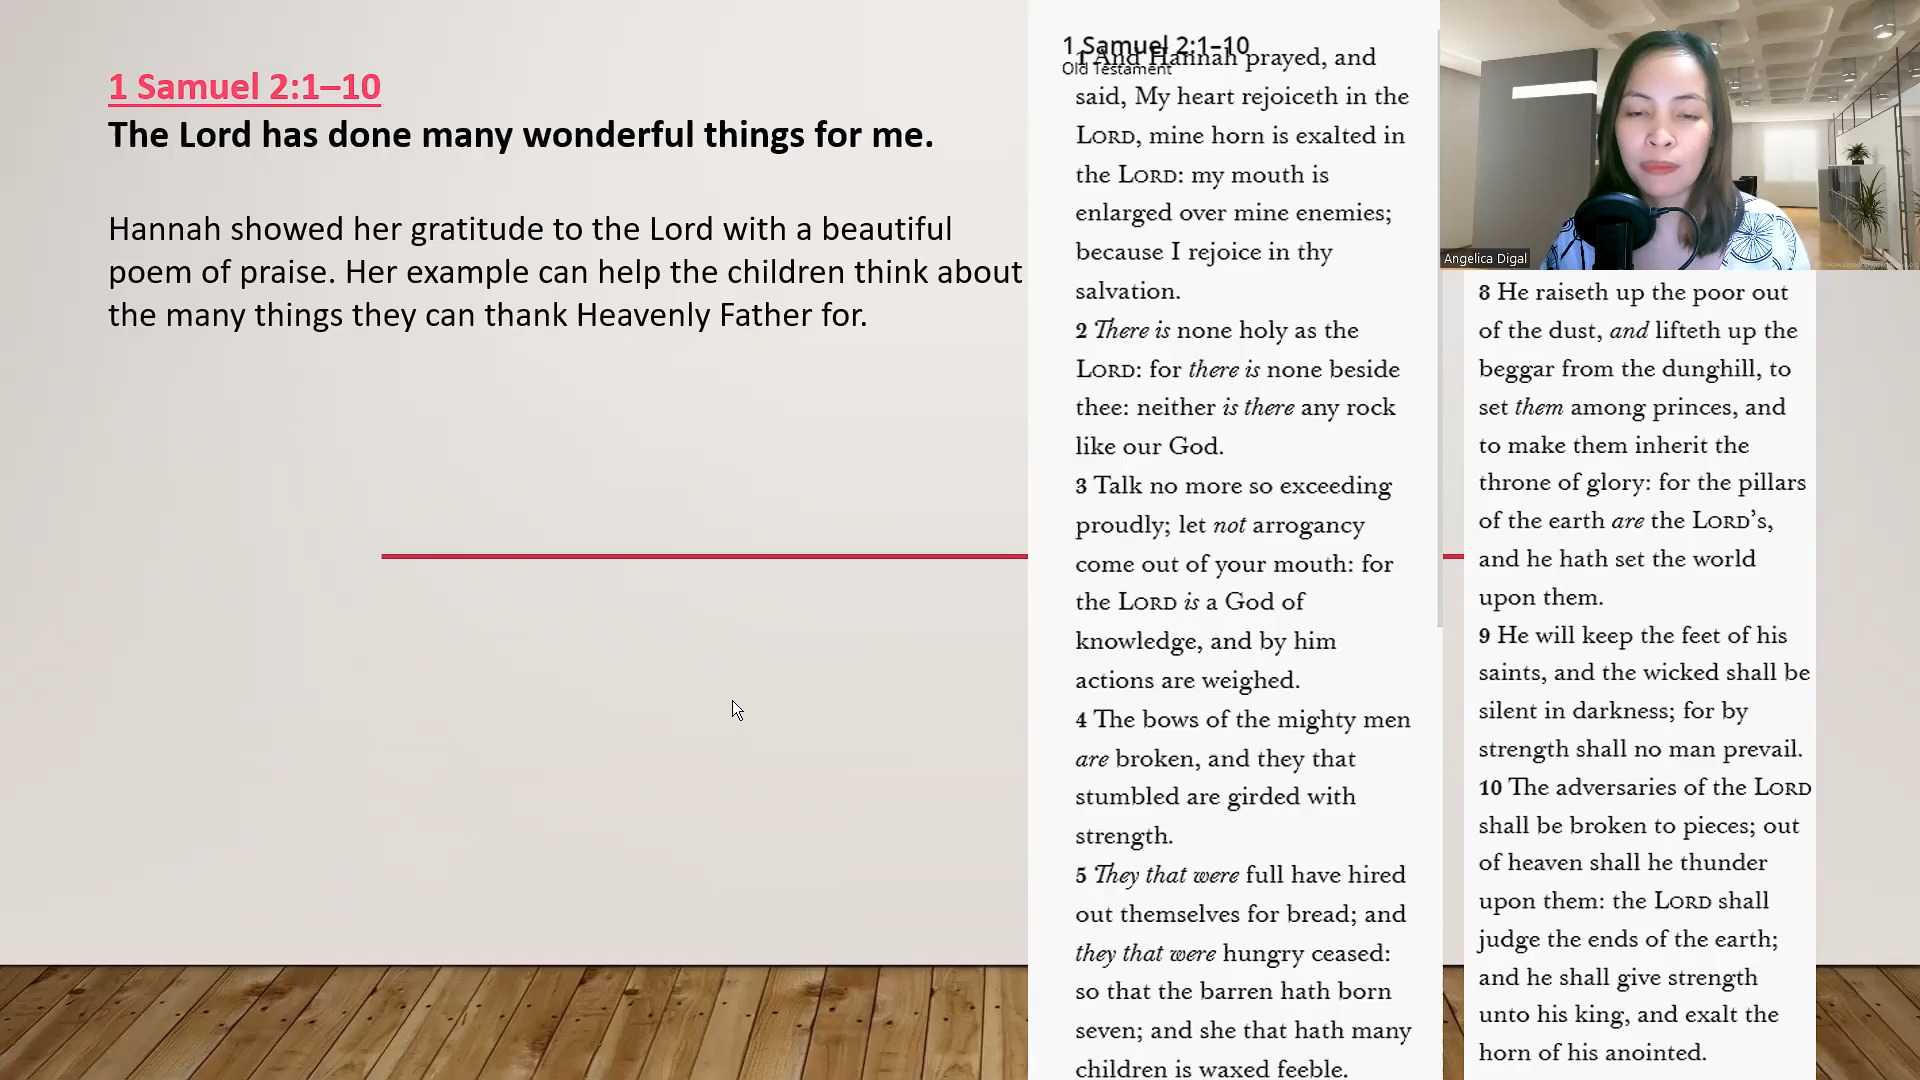 1 Samuel 2:1–10
The Lord has done many wonderful things for me.
Hannah showed her gratitude to the Lord with a beautiful
poem of praise. Her example can help the children think about
the many things they can thank Heavenly Father for.
1 Samuel 2:1–10
Old Testament
1 And Hannah prayed, and
said, My heart rejoiceth in the
LORD, mine horn is exalted in
the LORD: my mouth is
enlarged over mine enemies;
because I rejoice in thy
salvation.
2 There is none holy as the
LORD: for there is none beside
thee: neither is there any rock
like our God.
3 Talk no more so exceeding
proudly; let not arrogancy
come out of your mouth: for
the LORD is a God of
knowledge, and by him
actions are weighed.
4 The bows of the mighty men
are broken, and they that
stumbled are girded with
strength.
5 They that were full have hired
out themselves for bread; and
they that were hungry ceased:
so that the barren hath born
seven; and she that hath many
children is waxed feeble.
Angelica Digal
8 He raiseth up the poor out
of the dust, and lifteth up the
beggar from the dunghill, to
set them among princes, and
to make them inherit the
throne of glory: for the pillars
of the earth are the LORD's,
and he hath set the world
upon them.
9 He will keep the feet of his
saints, and the wicked shall be
silent in darkness; for by
strength shall no man prevail.
10 The adversaries of the LORD
shall be broken to pieces; out
of heaven shall he thunder
upon them: the LORD shall
judge the ends of the earth;
and he shall give strength
unto his king, and exalt the
horn of his anointed.